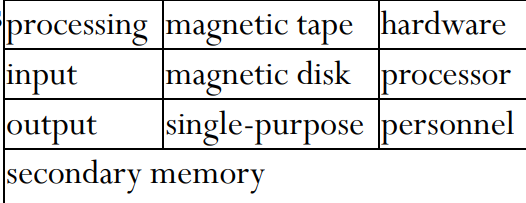 processing magnetic tape hardware
input magnetic disk processor
output single-purpose personnel
secondary memory